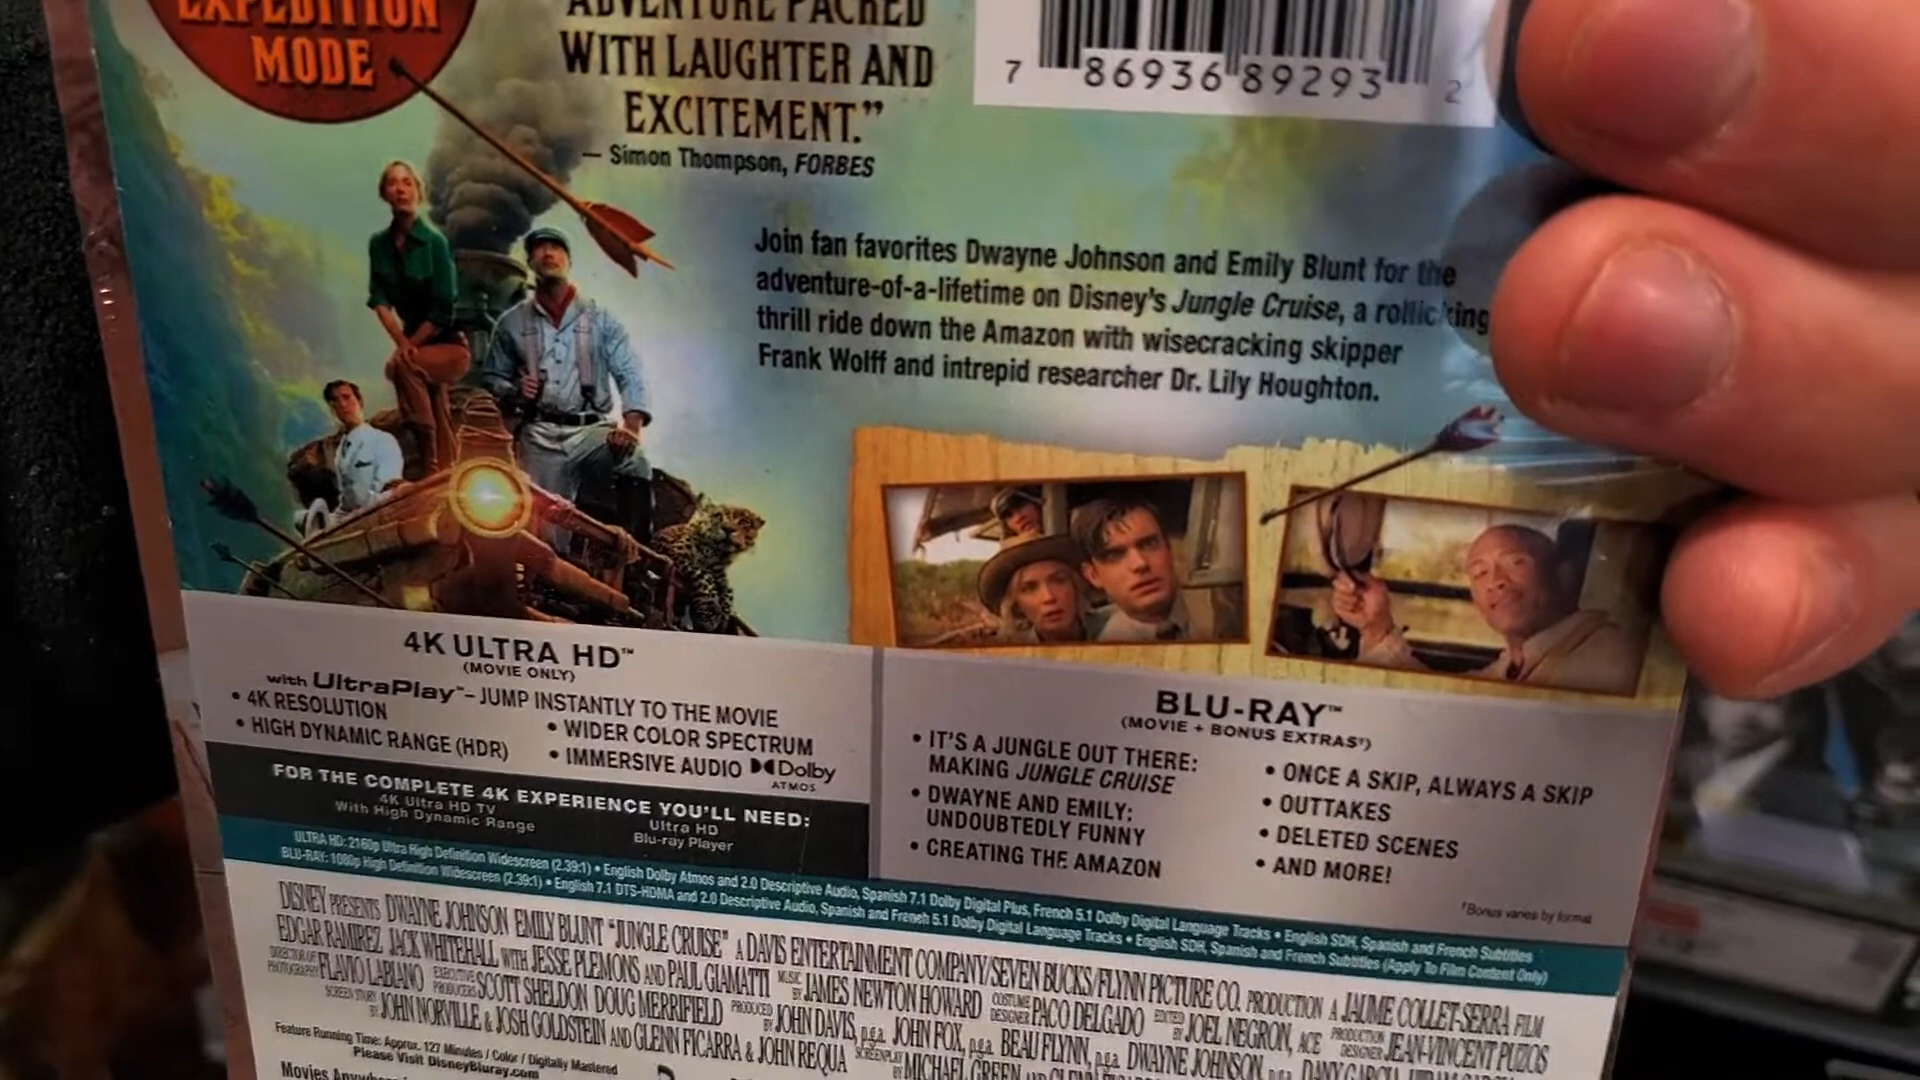 EXPEDITION
MODE
ADVENTURE PACKED
WITH LAUGHTER AND
EXCITEMENT.”
— Simon Thompson, FORBES
7 86936 89293 2
Join fan favorites Dwayne Johnson and Emily Blunt for the
adventure-of-a-lifetime on Disney's Jungle Cruise, a rollicking
thrill ride down the Amazon with wisecracking skipper
Frank Wolff and intrepid researcher Dr. Lily Houghton.
4K ULTRA HD™
(MOVIE ONLY)
with UltraPlay™– JUMP INSTANTLY TO THE MOVIE
• 4K RESOLUTION
• HIGH DYNAMIC RANGE (HDR)
• WIDER COLOR SPECTRUM
• IMMERSIVE AUDIO Dolby
ATMOS
FOR THE COMPLETE 4K EXPERIENCE YOU'LL NEED:
4K Ultra HD TV
With High Dynamic Range
Ultra HD
Blu-ray Player
BLU-RAY™
(MOVIE + BONUS EXTRAS†)
• IT'S A JUNGLE OUT THERE:
MAKING JUNGLE CRUISE
• DWAYNE AND EMILY:
UNDOUBTEDLY FUNNY
• CREATING THE AMAZON
• ONCE A SKIP, ALWAYS A SKIP
• OUTTAKES
• DELETED SCENES
• AND MORE!
†Bonus varies by format
ULTRA HD: 2160p Ultra High Definition Widescreen (2.39:1) • English Dolby Atmos and 2.0 Descriptive Audio, Spanish 7.1 Dolby Digital Plus, French 5.1 Dolby Digital Language Tracks • English SDH, Spanish and French Subtitles
BLU-RAY: 1080p High Definition Widescreen (2.39:1) • English 7.1 DTS-HDMA and 2.0 Descriptive Audio, Spanish and French 5.1 Dolby Digital Language Tracks • English SDH, Spanish and French Subtitles (Apply To Film Content Only)
DISNEY PRESENTS DWAYNE JOHNSON EMILY BLUNT “JUNGLE CRUISE” A DAVIS ENTERTAINMENT COMPANY/SEVEN BUCKS/FLYNN PICTURE CO. PRODUCTION A JAUME COLLET-SERRA FILM
EDGAR RAMIREZ JACK WHITEHALL WITH JESSE PLEMONS AND PAUL GIAMATTI MUSIC BY JAMES NEWTON HOWARD COSTUME DESIGNER PACO DELGADO EDITED BY JOEL NEGRON, ACE PRODUCTION DESIGNER JEAN-VINCENT PUZOS
DIRECTOR OF PHOTOGRAPHY FLAVIO LABIANO EXECUTIVE PRODUCERS SCOTT SHELDON DOUG MERRIFIELD PRODUCED BY JOHN DAVIS, p.g.a. JOHN FOX, p.g.a. BEAU FLYNN, p.g.a. DWAYNE JOHNSON, p.g.a. DANY GARCIA,
SCREEN STORY BY JOHN NORVILLE & JOSH GOLDSTEIN AND GLENN FICARRA & JOHN REQUA SCREENPLAY BY MICHAEL GREEN AND GLENN
Feature Running Time: Approx. 127 Minutes / Color / Digitally Mastered
Please Visit DisneyBluray.com
Movies